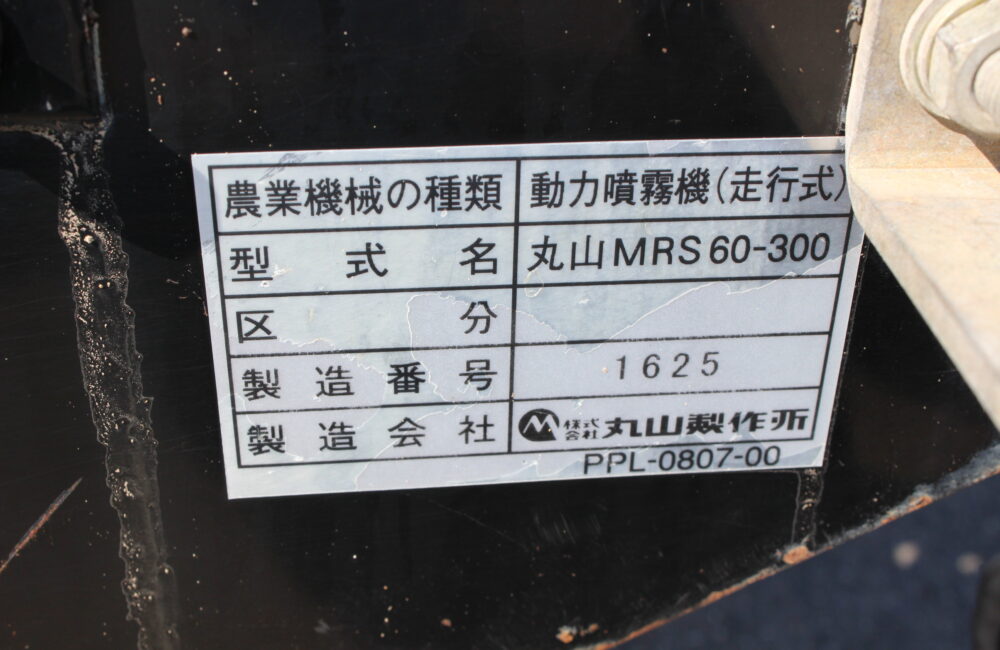 農業機械の種類 動力噴霧機(走行式)
型式名 丸山MRS60-300
区分
製造番号 1625
製造会社 株式会社 丸山製作所
PPL-0807-00